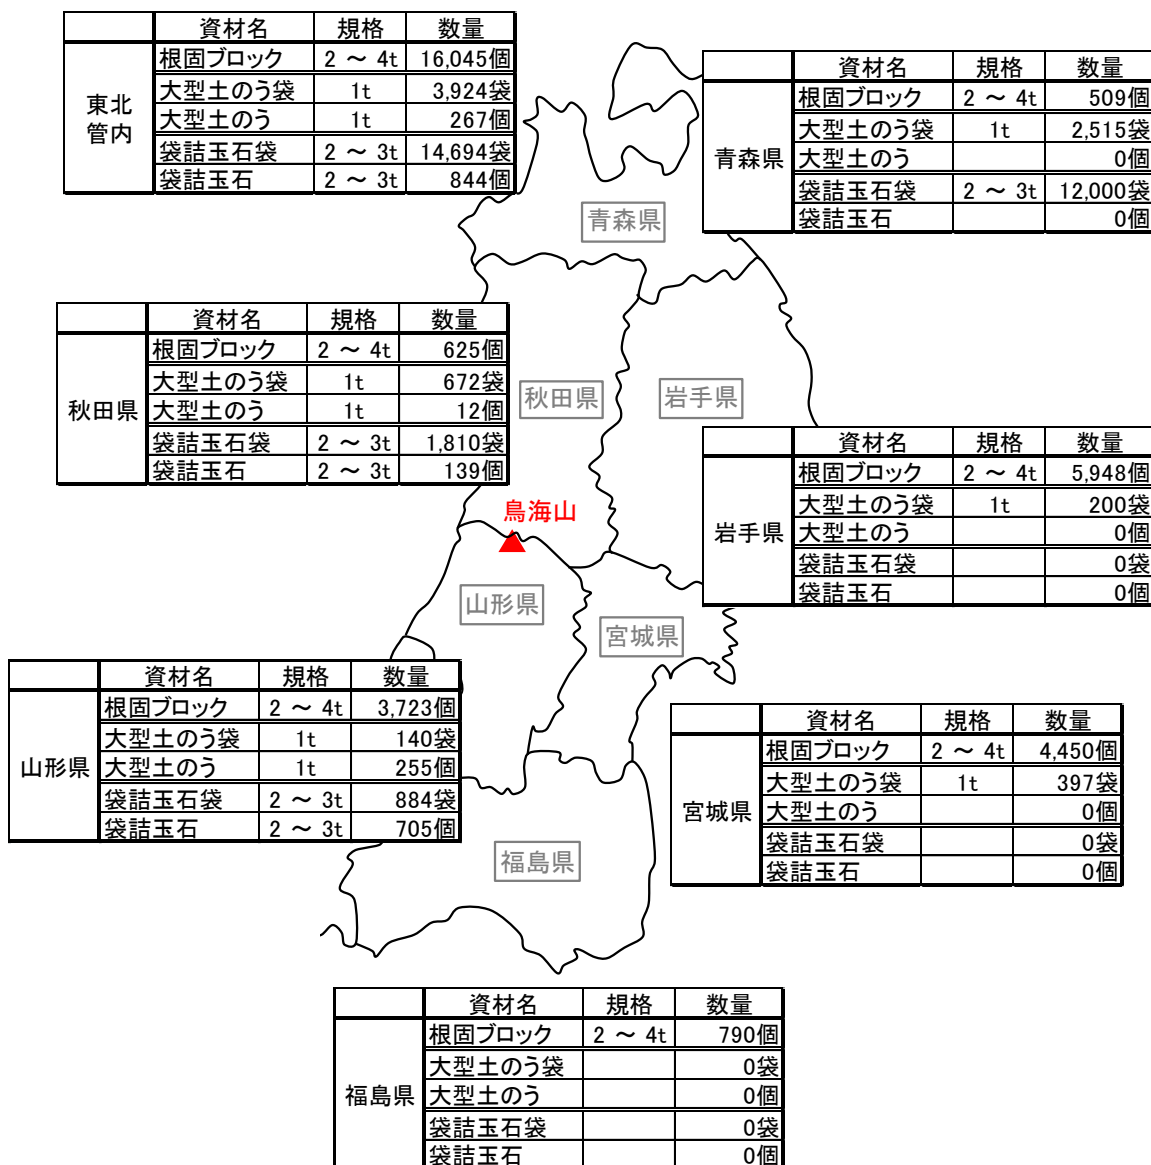 資材名 規格 数量
東北管内
根固ブロック 2 ～ 4t 16,045個
大型土のう袋 1t 3,924袋
大型土のう 1t 267個
袋詰玉石袋 2 ～ 3t 14,694袋
袋詰玉石 2 ～ 3t 844個
資材名 規格 数量
青森県
根固ブロック 2 ～ 4t 509個
大型土のう袋 1t 2,515袋
大型土のう 0個
袋詰玉石袋 2 ～ 3t 12,000袋
袋詰玉石 0個
青森県
資材名 規格 数量
秋田県
根固ブロック 2 ～ 4t 625個
大型土のう袋 1t 672袋
大型土のう 1t 12個
袋詰玉石袋 2 ～ 3t 1,810袋
袋詰玉石 2 ～ 3t 139個
秋田県
岩手県
資材名 規格 数量
岩手県
根固ブロック 2 ～ 4t 5,948個
大型土のう袋 1t 200袋
大型土のう 0個
袋詰玉石袋 0袋
袋詰玉石 0個
鳥海山
山形県
宮城県
資材名 規格 数量
山形県
根固ブロック 2 ～ 4t 3,723個
大型土のう袋 1t 140袋
大型土のう 1t 255個
袋詰玉石袋 2 ～ 3t 884袋
袋詰玉石 2 ～ 3t 705個
資材名 規格 数量
宮城県
根固ブロック 2 ～ 4t 4,450個
大型土のう袋 1t 397袋
大型土のう 0個
袋詰玉石袋 0袋
袋詰玉石 0個
福島県
資材名 規格 数量
福島県
根固ブロック 2 ～ 4t 790個
大型土のう袋 0袋
大型土のう 0個
袋詰玉石袋 0袋
袋詰玉石 0個